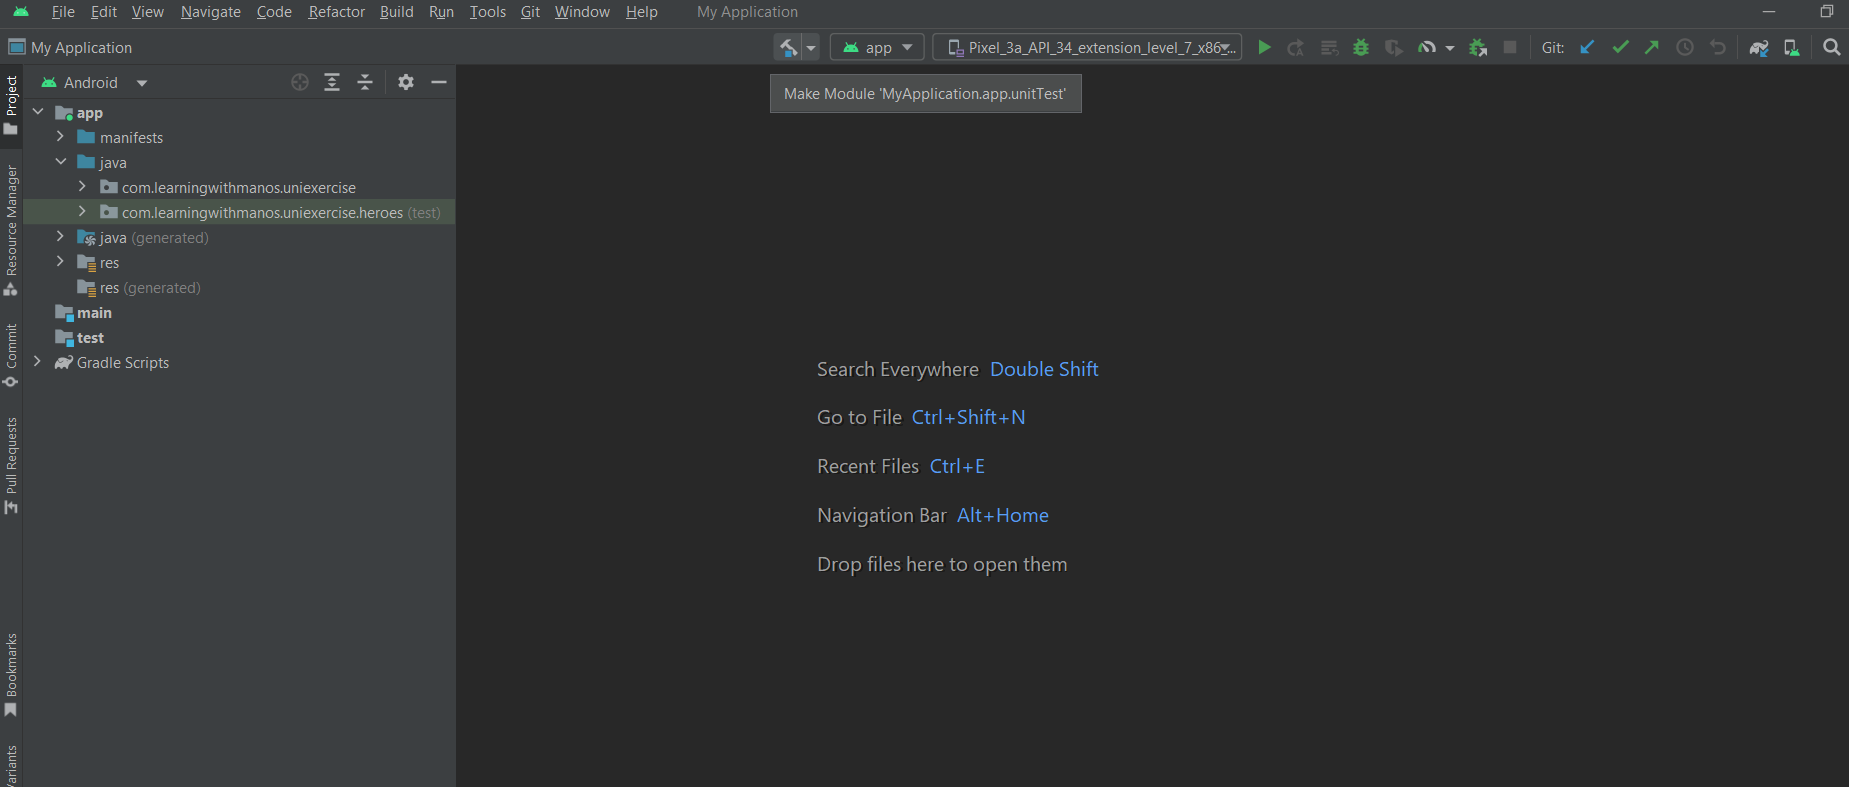 File Edit View Navigate Code Refactor Build Run Tools Git Window Help My Application
My Application app Pixel_3a_API_34_extension_level_7_x86_... Git:
Make Module 'MyApplication.app.unitTest'
Project
Resource Manager
Commit
Pull Requests
Bookmarks
Android
app
manifests
java
com.learningwithmanos.uniexercise
com.learningwithmanos.uniexercise.heroes (test)
java (generated)
res
res (generated)
main
test
Gradle Scripts
Search Everywhere Double Shift
Go to File Ctrl+Shift+N
Recent Files Ctrl+E
Navigation Bar Alt+Home
Drop files here to open them